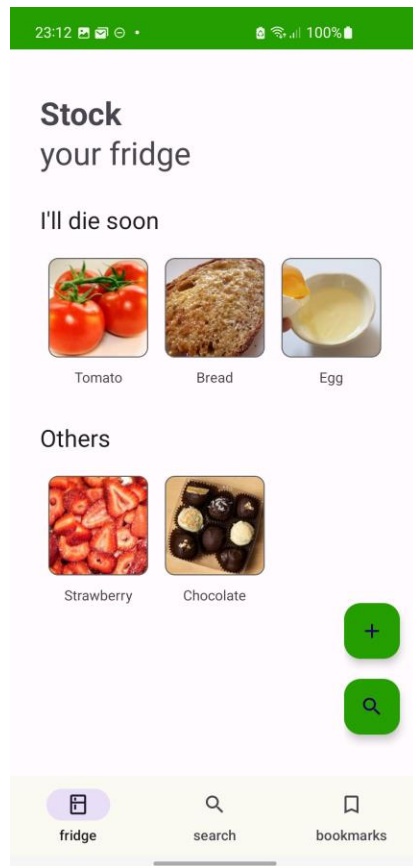 23:12 100%
Stock
your fridge
I'll die soon
Tomato Bread Egg
Others
Strawberry Chocolate
fridge search bookmarks